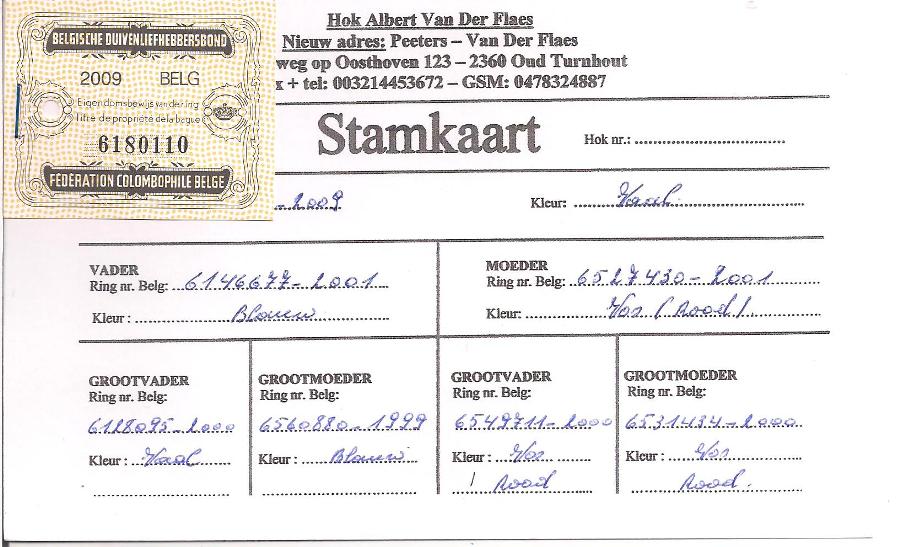 BELGISCHE DUIVENLIEFHEBBERSBOND
2009 BELG
Eigendomsbewijs van de ring
Titre de propriété de la bague
6180110
FÉDÉRATION COLOMBOPHILE BELGE
Hok Albert Van Der Flaes
Nieuw adres: Peeters – Van Der Flaes
weg op Oosthoven 123 – 2360 Oud Turnhout
x + tel: 003214453672 – GSM: 0478324887
Stamkaart
Hok nr.:
-2009
Kleur: Vaal
VADER
Ring nr. Belg: 6146677-2001
Kleur : Blauw
MOEDER
Ring nr. Belg: 6527430-2001
Kleur: Vos (Rood)
GROOTVADER
Ring nr. Belg:
6128095-2000
Kleur : Vaal
GROOTMOEDER
Ring nr. Belg:
6560880-1999
Kleur : Blauw
GROOTVADER
Ring nr. Belg:
6549711-2000
Kleur : Vos
/ Rood
GROOTMOEDER
Ring nr. Belg:
6531434-2000
Kleur : Vos
Rood.